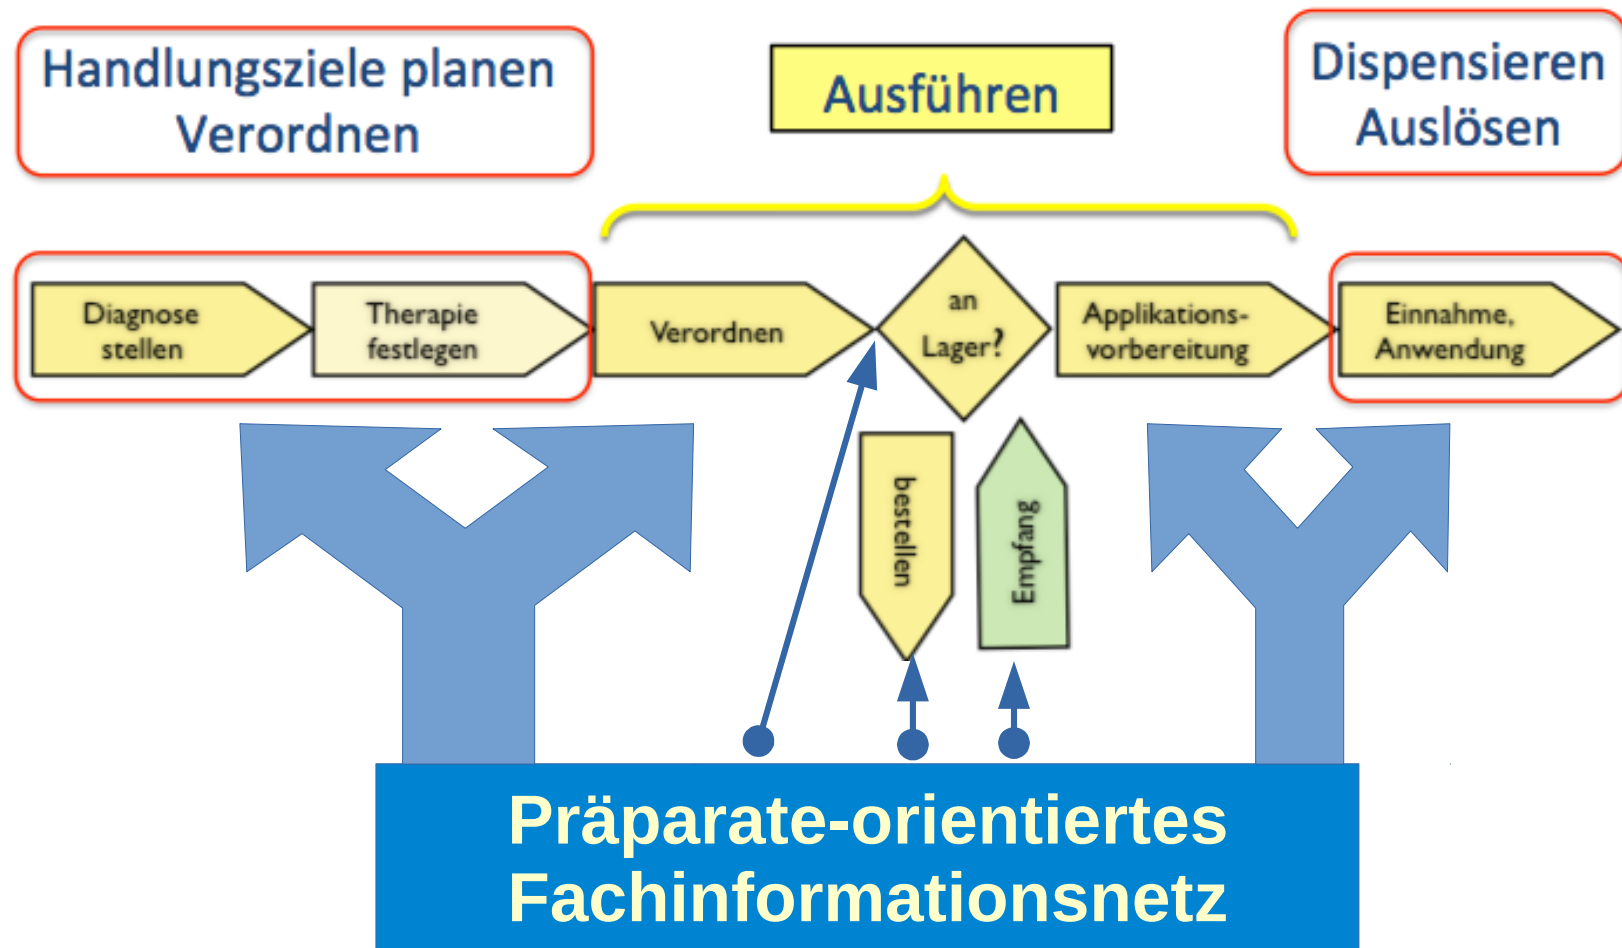 Handlungsziele planen
Verordnen
Ausführen
Dispensieren
Auslösen
Diagnose
stellen
Therapie
festlegen
Verordnen
an
Lager?
Applikations-
vorbereitung
Einnahme,
Anwendung
bestellen
Empfang
Präparate-orientiertes
Fachinformationsnetz